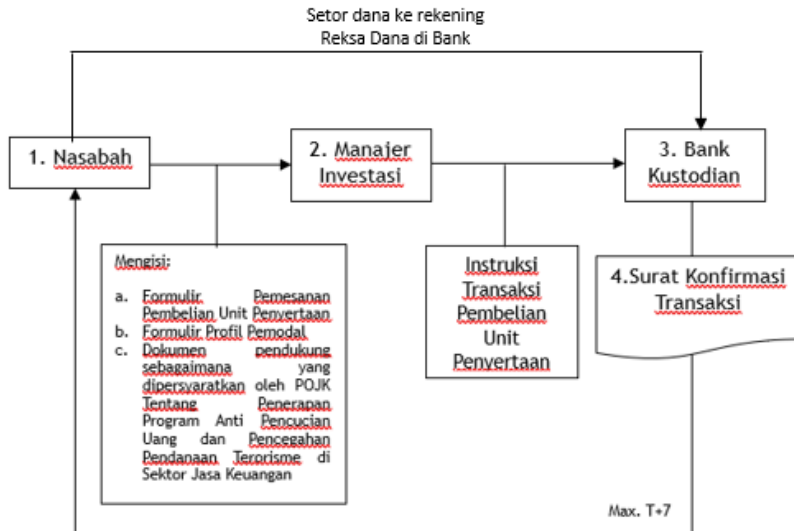 Setor dana ke rekening
Reksa Dana di Bank
1. Nasabah
2. Manajer
Investasi
3. Bank
Kustodian
Mengisi:
a. Formulir Pemesanan
Pembelian Unit Penyertaan
b. Formulir Profil Pemodal
c. Dokumen pendukung
sebagaimana yang
dipersyaratkan oleh POJK
Tentang Penerapan
Program Anti Pencucian
Uang dan Pencegahan
Pendanaan Terorisme di
Sektor Jasa Keuangan
Instruksi
Transaksi
Pembelian
Unit
Penyertaan
4.Surat Konfirmasi
Transaksi
Max. T+7